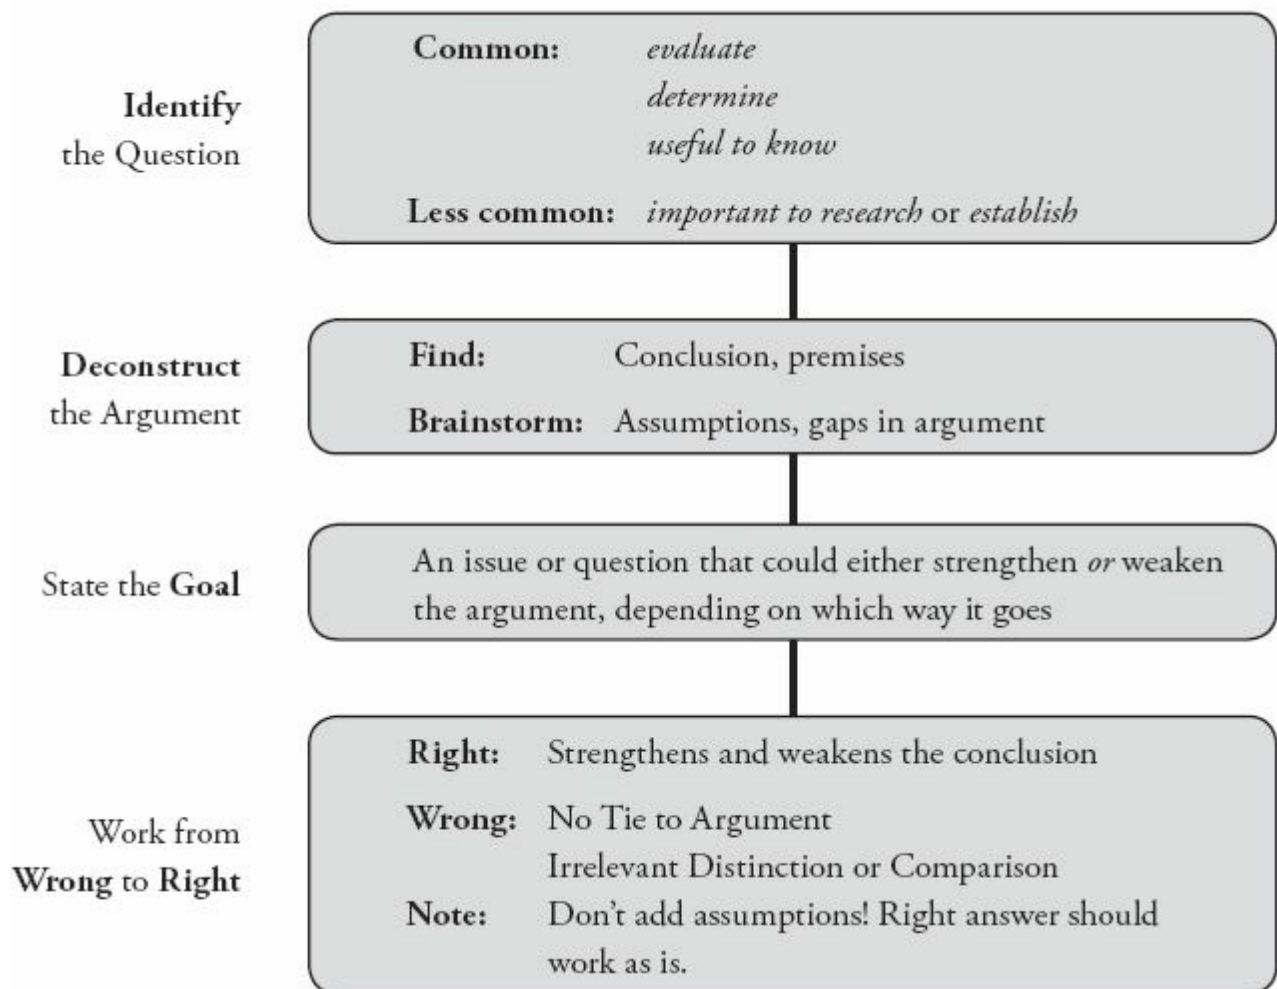 Identify
the Question
Common: evaluate
determine
useful to know
Less common: important to research or establish
Deconstruct
the Argument
Find: Conclusion, premises
Brainstorm: Assumptions, gaps in argument
State the Goal
An issue or question that could either strengthen or weaken
the argument, depending on which way it goes
Work from
Wrong to Right
Right: Strengthens and weakens the conclusion
Wrong: No Tie to Argument
Irrelevant Distinction or Comparison
Note: Don’t add assumptions! Right answer should
work as is.